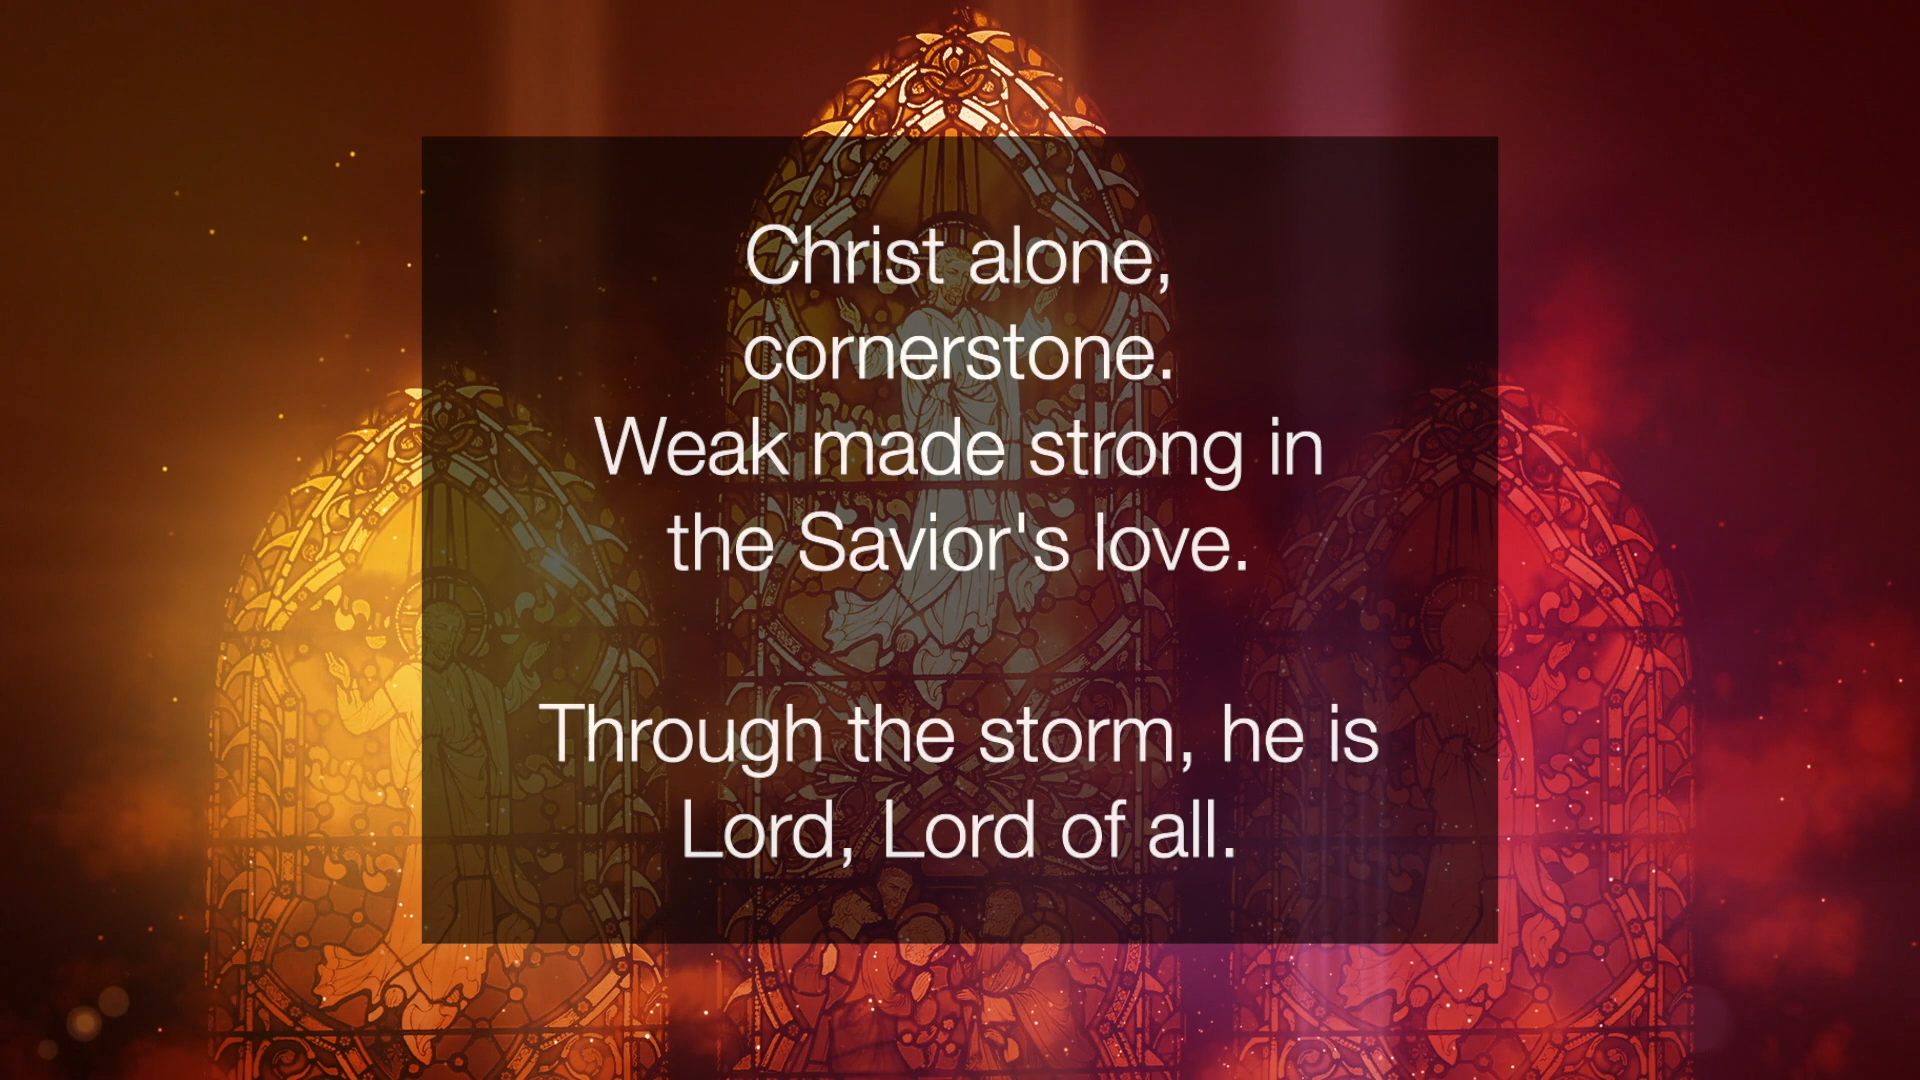 Christ alone,
cornerstone.
Weak made strong in
the Savior's love.
Through the storm, he is
Lord, Lord of all.